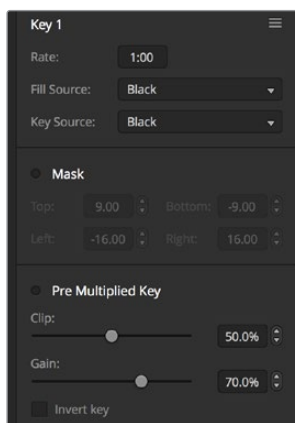 Key 1
Rate: 1:00
Fill Source: Black
Key Source: Black
Mask
Top: 9.00 Bottom: -9.00
Left: -16.00 Right: 16.00
Pre Multiplied Key
Clip:
50.0%
Gain:
70.0%
Invert key